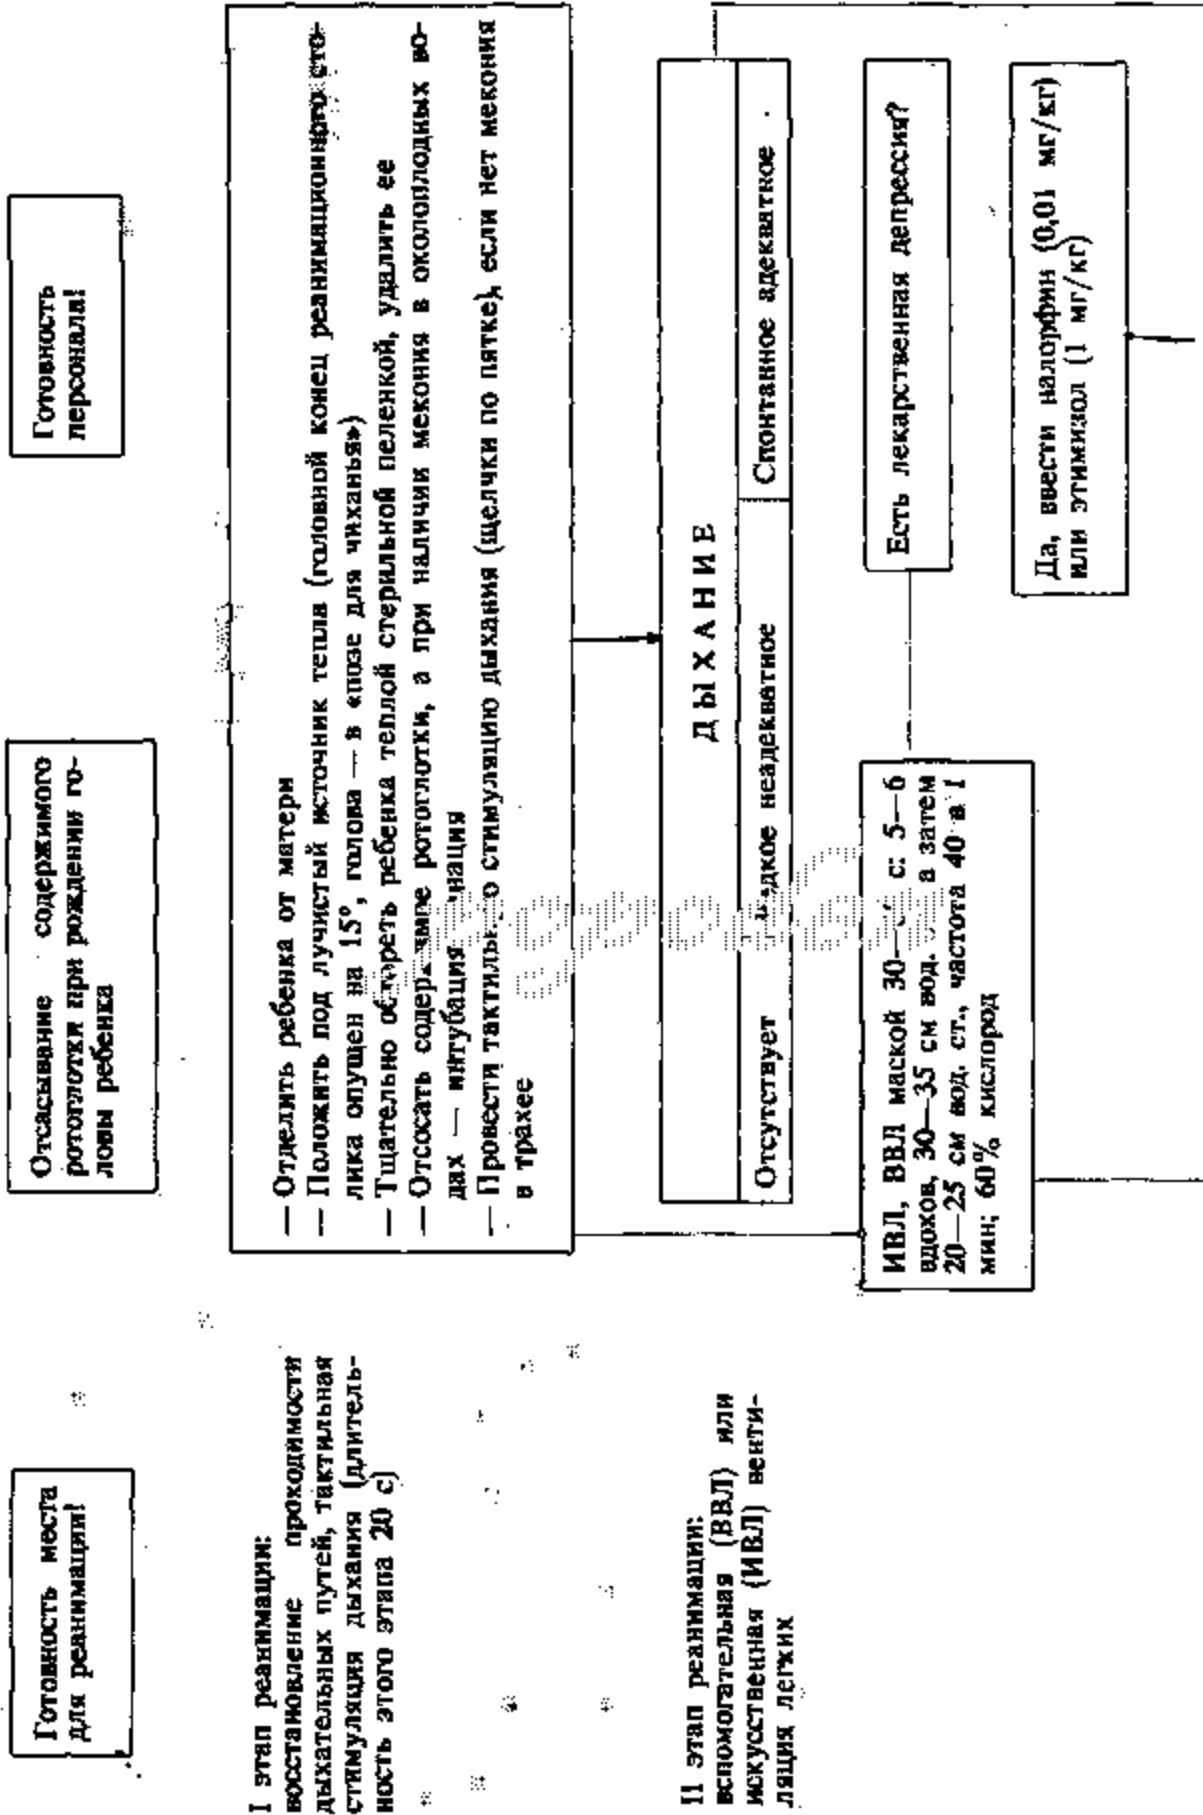 Готовность места
для реанимации!
Отсасывание содержимого
ротоглотки при рождении го-
ловы ребенка
Готовность
персонала!
I этап реанимации:
восстановление проходимости
дыхательных путей, тактильная
стимуляция дыхания (длитель-
ность этого этапа 20 с)
— Отделить ребенка от матери
— Положить под лучистый источник тепла (головной конец реанимационного сто-
лика опущен на 15°, голова — в «позе для чиханья»)
— Тщательно обтереть ребенка теплой стерильной пеленкой, удалить ее
— Отсосать содержимое ротоглотки, а при наличии мекония в околоплодных во-
дах — интубация
— Провести тактильную стимуляцию дыхания (щелчки по пятке), если нет мекония
в трахее
ДЫХАНИЕ
Отсутствует
неадекватное
Спонтанное адекватное
II этап реанимации:
вспомогательная (ВВЛ) или
искусственная (ИВЛ) венти-
ляция легких
ИВЛ, ВВЛ маской с: 5—6
вдохов, 30—35 см вод. а затем
20—25 см вод. ст., частота 40 в 1
мин; 60% кислород
Есть лекарственная депрессия?
Да, ввести налорфин (0,01 мг/кг)
или этимизол (1 мг/кг)